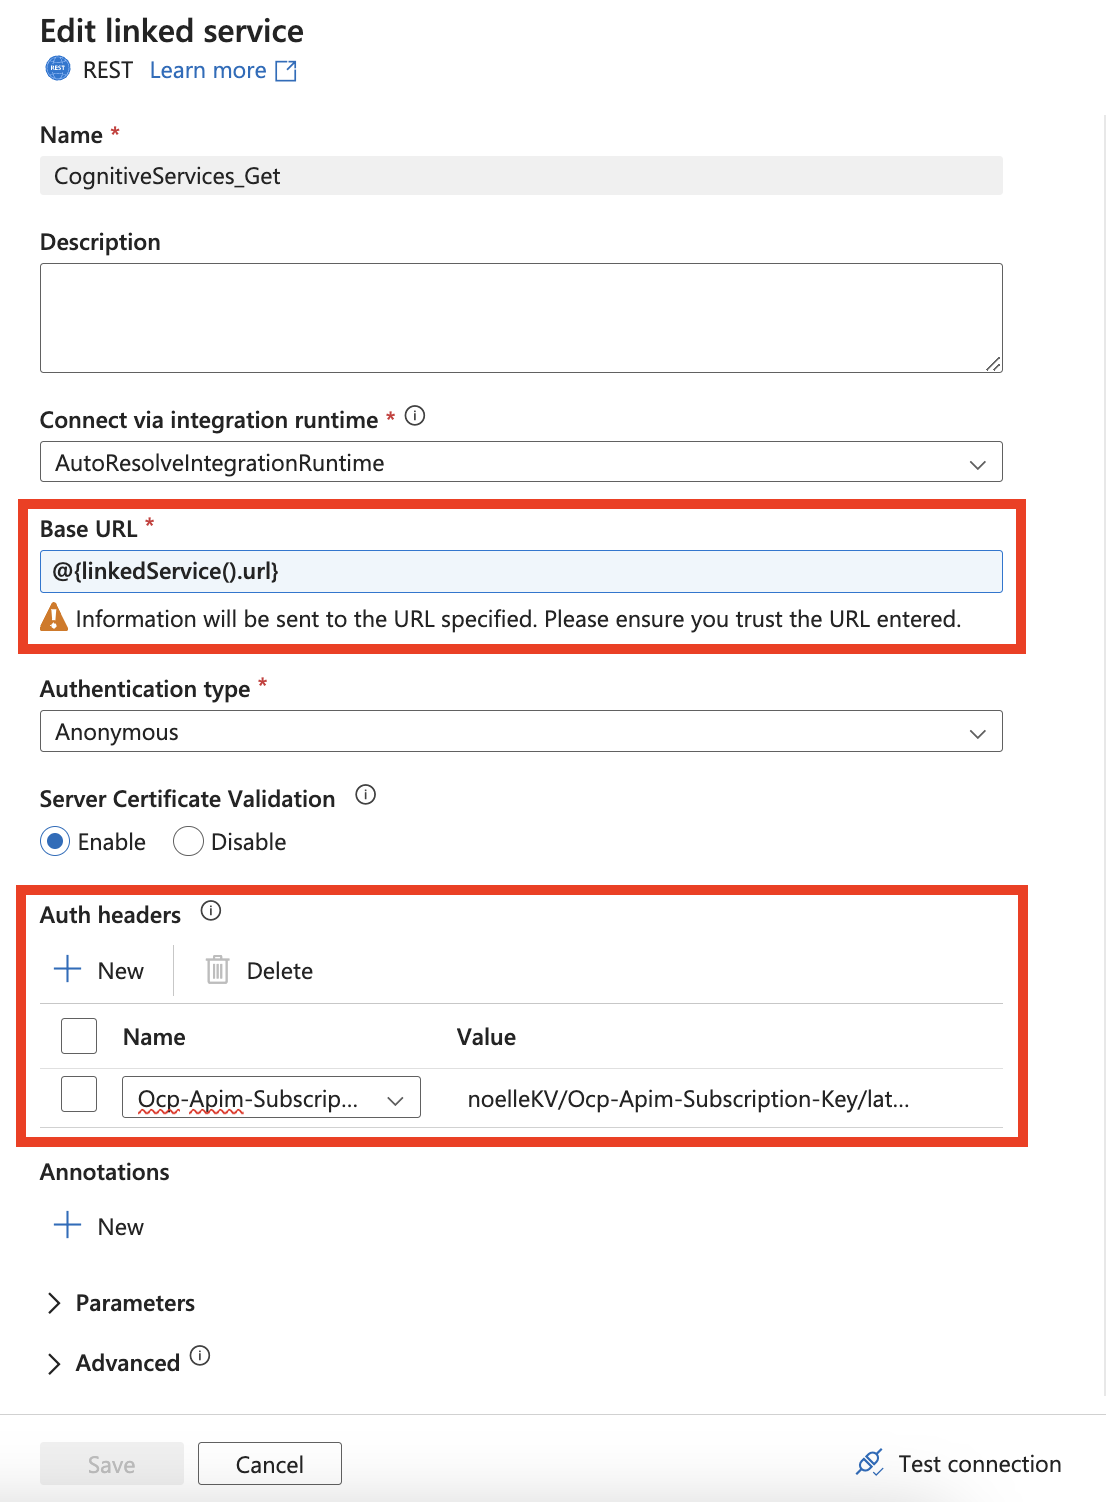 Edit linked service
REST REST Learn more
Name *
CognitiveServices_Get
Description
Connect via integration runtime *
AutoResolveIntegrationRuntime
Base URL *
@{linkedService().url}
Information will be sent to the URL specified. Please ensure you trust the URL entered.
Authentication type *
Anonymous
Server Certificate Validation
Enable Disable
Auth headers
New Delete
Name Value
Ocp-Apim-Subscrip... noelleKV/Ocp-Apim-Subscription-Key/lat...
Annotations
New
Parameters
Advanced
Save Cancel Test connection